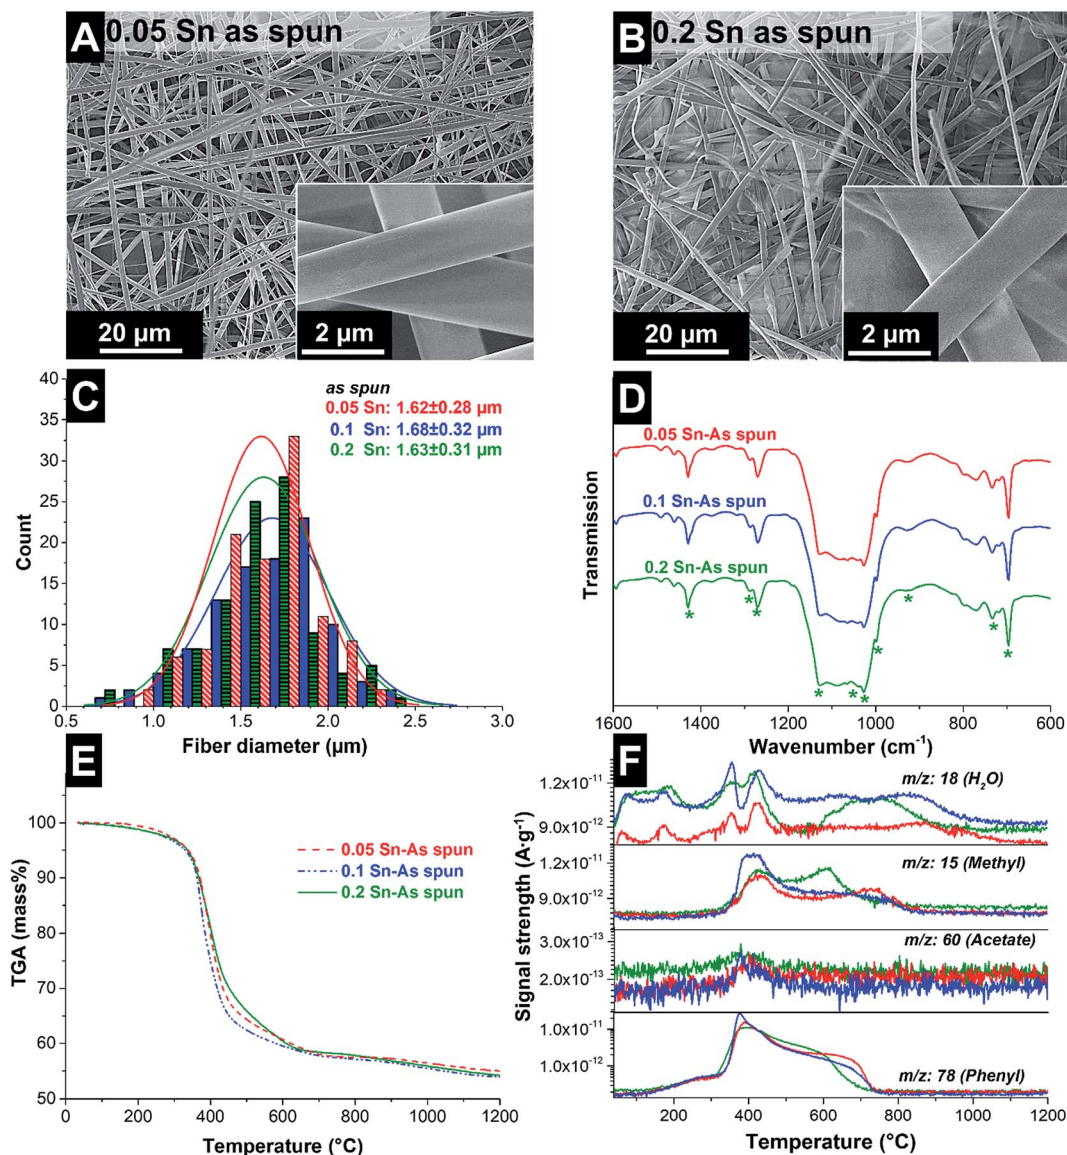 A 0.05 Sn as spun
20 µm
2 µm
B 0.2 Sn as spun
20 µm
2 µm
C
as spun
0.05 Sn: 1.62±0.28 µm
0.1 Sn: 1.68±0.32 µm
0.2 Sn: 1.63±0.31 µm
40
35
30
25
20
15
10
5
0
Count
0.5 1.0 1.5 2.0 2.5 3.0
Fiber diameter (µm)
D
0.05 Sn-As spun
0.1 Sn-As spun
0.2 Sn-As spun
* * * * * * * * * *
Transmission
1600 1400 1200 1000 800 600
Wavenumber (cm⁻¹)
E
100
90
80
70
60
50
TGA (mass%)
0.05 Sn-As spun
0.1 Sn-As spun
0.2 Sn-As spun
0 200 400 600 800 1000 1200
Temperature (°C)
F
Signal strength (A·g⁻¹)
m/z: 18 (H₂O)
1.2x10⁻¹¹
9.0x10⁻¹²
m/z: 15 (Methyl)
1.2x10⁻¹¹
9.0x10⁻¹²
m/z: 60 (Acetate)
3.0x10⁻¹³
2.0x10⁻¹³
m/z: 78 (Phenyl)
1.0x10⁻¹¹
1.0x10⁻¹²
200 400 600 800 1000 1200
Temperature (°C)